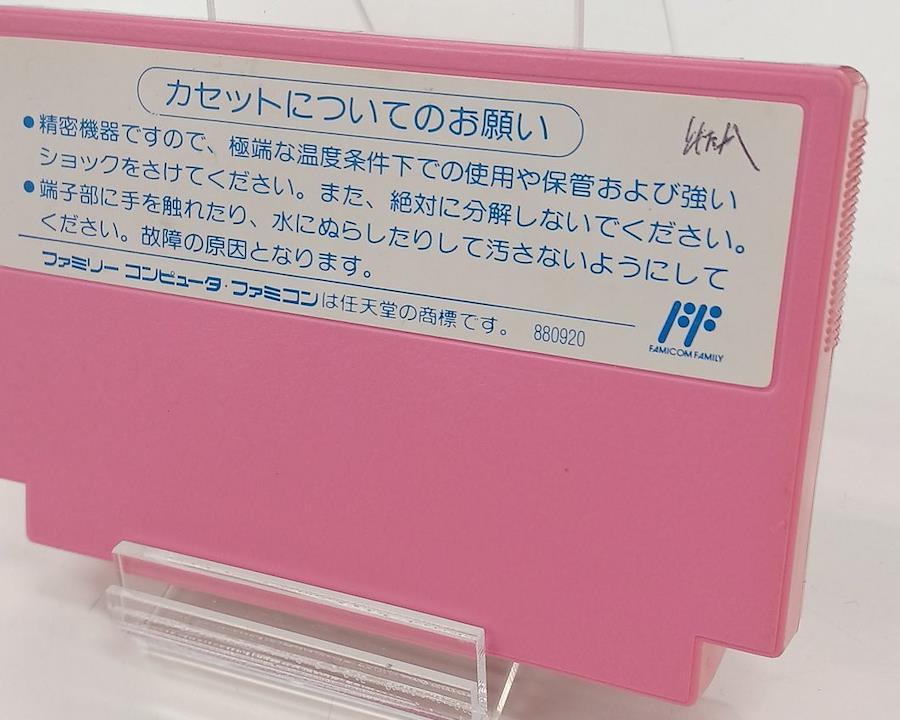 カセットについてのお願い
●精密機器ですので、極端な温度条件下での使用や保管および強い
ショックをさけてください。また、絶対に分解しないでください。
●端子部に手を触れたり、水にぬらしたりして汚さないようにして
ください。故障の原因となります。
ファミリー コンピュータ・ファミコンは任天堂の商標です。 880920
FF
FAMICOM FAMILY